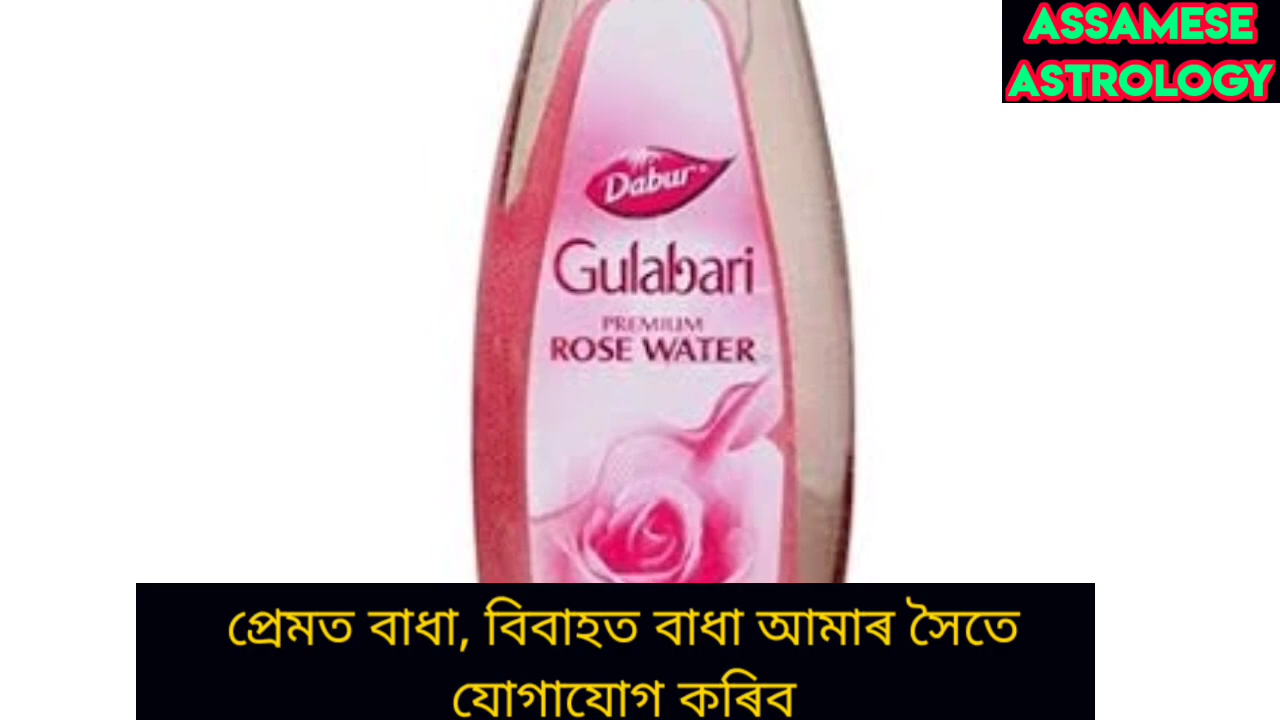 ASSAMESE
ASTROLOGY
Dabur
Gulabari
PREMIUM
ROSE WATER
প্ৰেমত বাধা, বিবাহত বাধা আমাৰ সৈতে
যোগাযোগ কৰিব